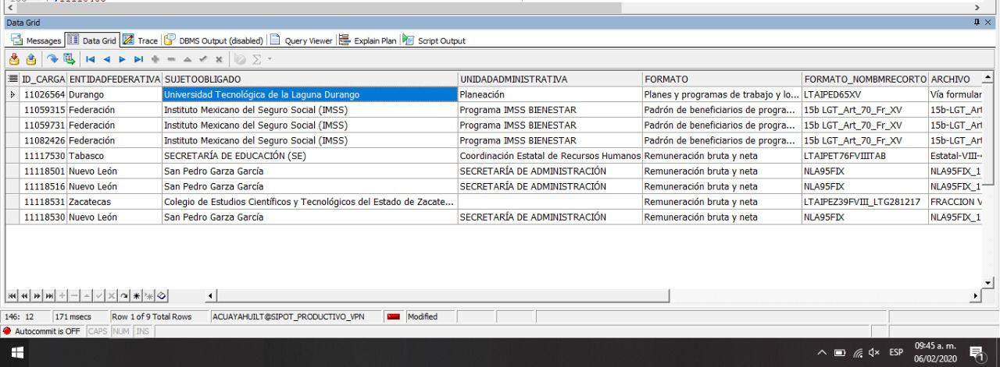 Data Grid
Messages Data Grid Trace DBMS Output (disabled) Query Viewer Explain Plan Script Output
ID_CARGA ENTIDADFEDERATIVA SUJETOOBLIGADO UNIDADADMINISTRATIVA FORMATO FORMATO_NOMBMRECORTO ARCHIVO
11026564 Durango Universidad Tecnológica de la Laguna Durango Planeación Planes y programas de trabajo y lo... LTAIPED65XV Vía formular
11059315 Federación Instituto Mexicano del Seguro Social (IMSS) Programa IMSS BIENESTAR Padrón de beneficiarios de progra... 15b LGT_Art_70_Fr_XV 15b-LGT_Art
11059731 Federación Instituto Mexicano del Seguro Social (IMSS) Programa IMSS BIENESTAR Padrón de beneficiarios de progra... 15b LGT_Art_70_Fr_XV 15b-LGT_Art
11082426 Federación Instituto Mexicano del Seguro Social (IMSS) Programa IMSS BIENESTAR Padrón de beneficiarios de progra... 15b LGT_Art_70_Fr_XV 15b-LGT_Art
11117530 Tabasco SECRETARÍA DE EDUCACIÓN (SE) Coordinación Estatal de Recursos Humanos Remuneración bruta y neta LTAIPET76FVIIITAB Estatal-VIII-
11118501 Nuevo León San Pedro Garza García SECRETARÍA DE ADMINISTRACIÓN Remuneración bruta y neta NLA95FIX NLA95FIX_1
11118516 Nuevo León San Pedro Garza García SECRETARÍA DE ADMINISTRACIÓN Remuneración bruta y neta NLA95FIX NLA95FIX_1
11118531 Zacatecas Colegio de Estudios Científicos y Tecnológicos del Estado de Zacate... Remuneración bruta y neta LTAIPEZ39FVIII_LTG281217 FRACCION V
11118530 Nuevo León San Pedro Garza García SECRETARÍA DE ADMINISTRACIÓN Remuneración bruta y neta NLA95FIX NLA95FIX_1
146: 12 171 msecs Row 1 of 9 Total Rows ACUAYAHUILT@SIPOT_PRODUCTIVO_VPN Modified
Autocommit is OFF CAPS NUM INS
ESP 09:45 a. m.
06/02/2020 1